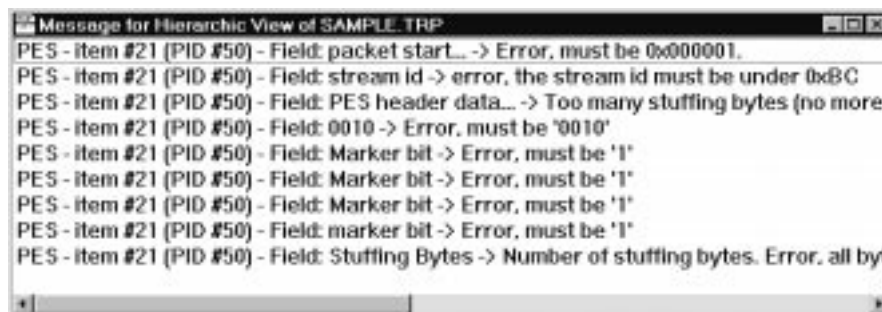 Message for Hierarchic View of SAMPLE.TRP
PES - item #21 (PID #50) - Field: packet start... -> Error, must be 0x000001.
PES - item #21 (PID #50) - Field: stream id -> error, the stream id must be under 0xBC
PES - item #21 (PID #50) - Field: PES header data... -> Too many stuffing bytes (no more
PES - item #21 (PID #50) - Field: 0010 -> Error, must be '0010'
PES - item #21 (PID #50) - Field: Marker bit -> Error, must be '1'
PES - item #21 (PID #50) - Field: Marker bit -> Error, must be '1'
PES - item #21 (PID #50) - Field: Marker bit -> Error, must be '1'
PES - item #21 (PID #50) - Field: marker bit -> Error, must be '1'
PES - item #21 (PID #50) - Field: Stuffing Bytes -> Number of stuffing bytes. Error, all by